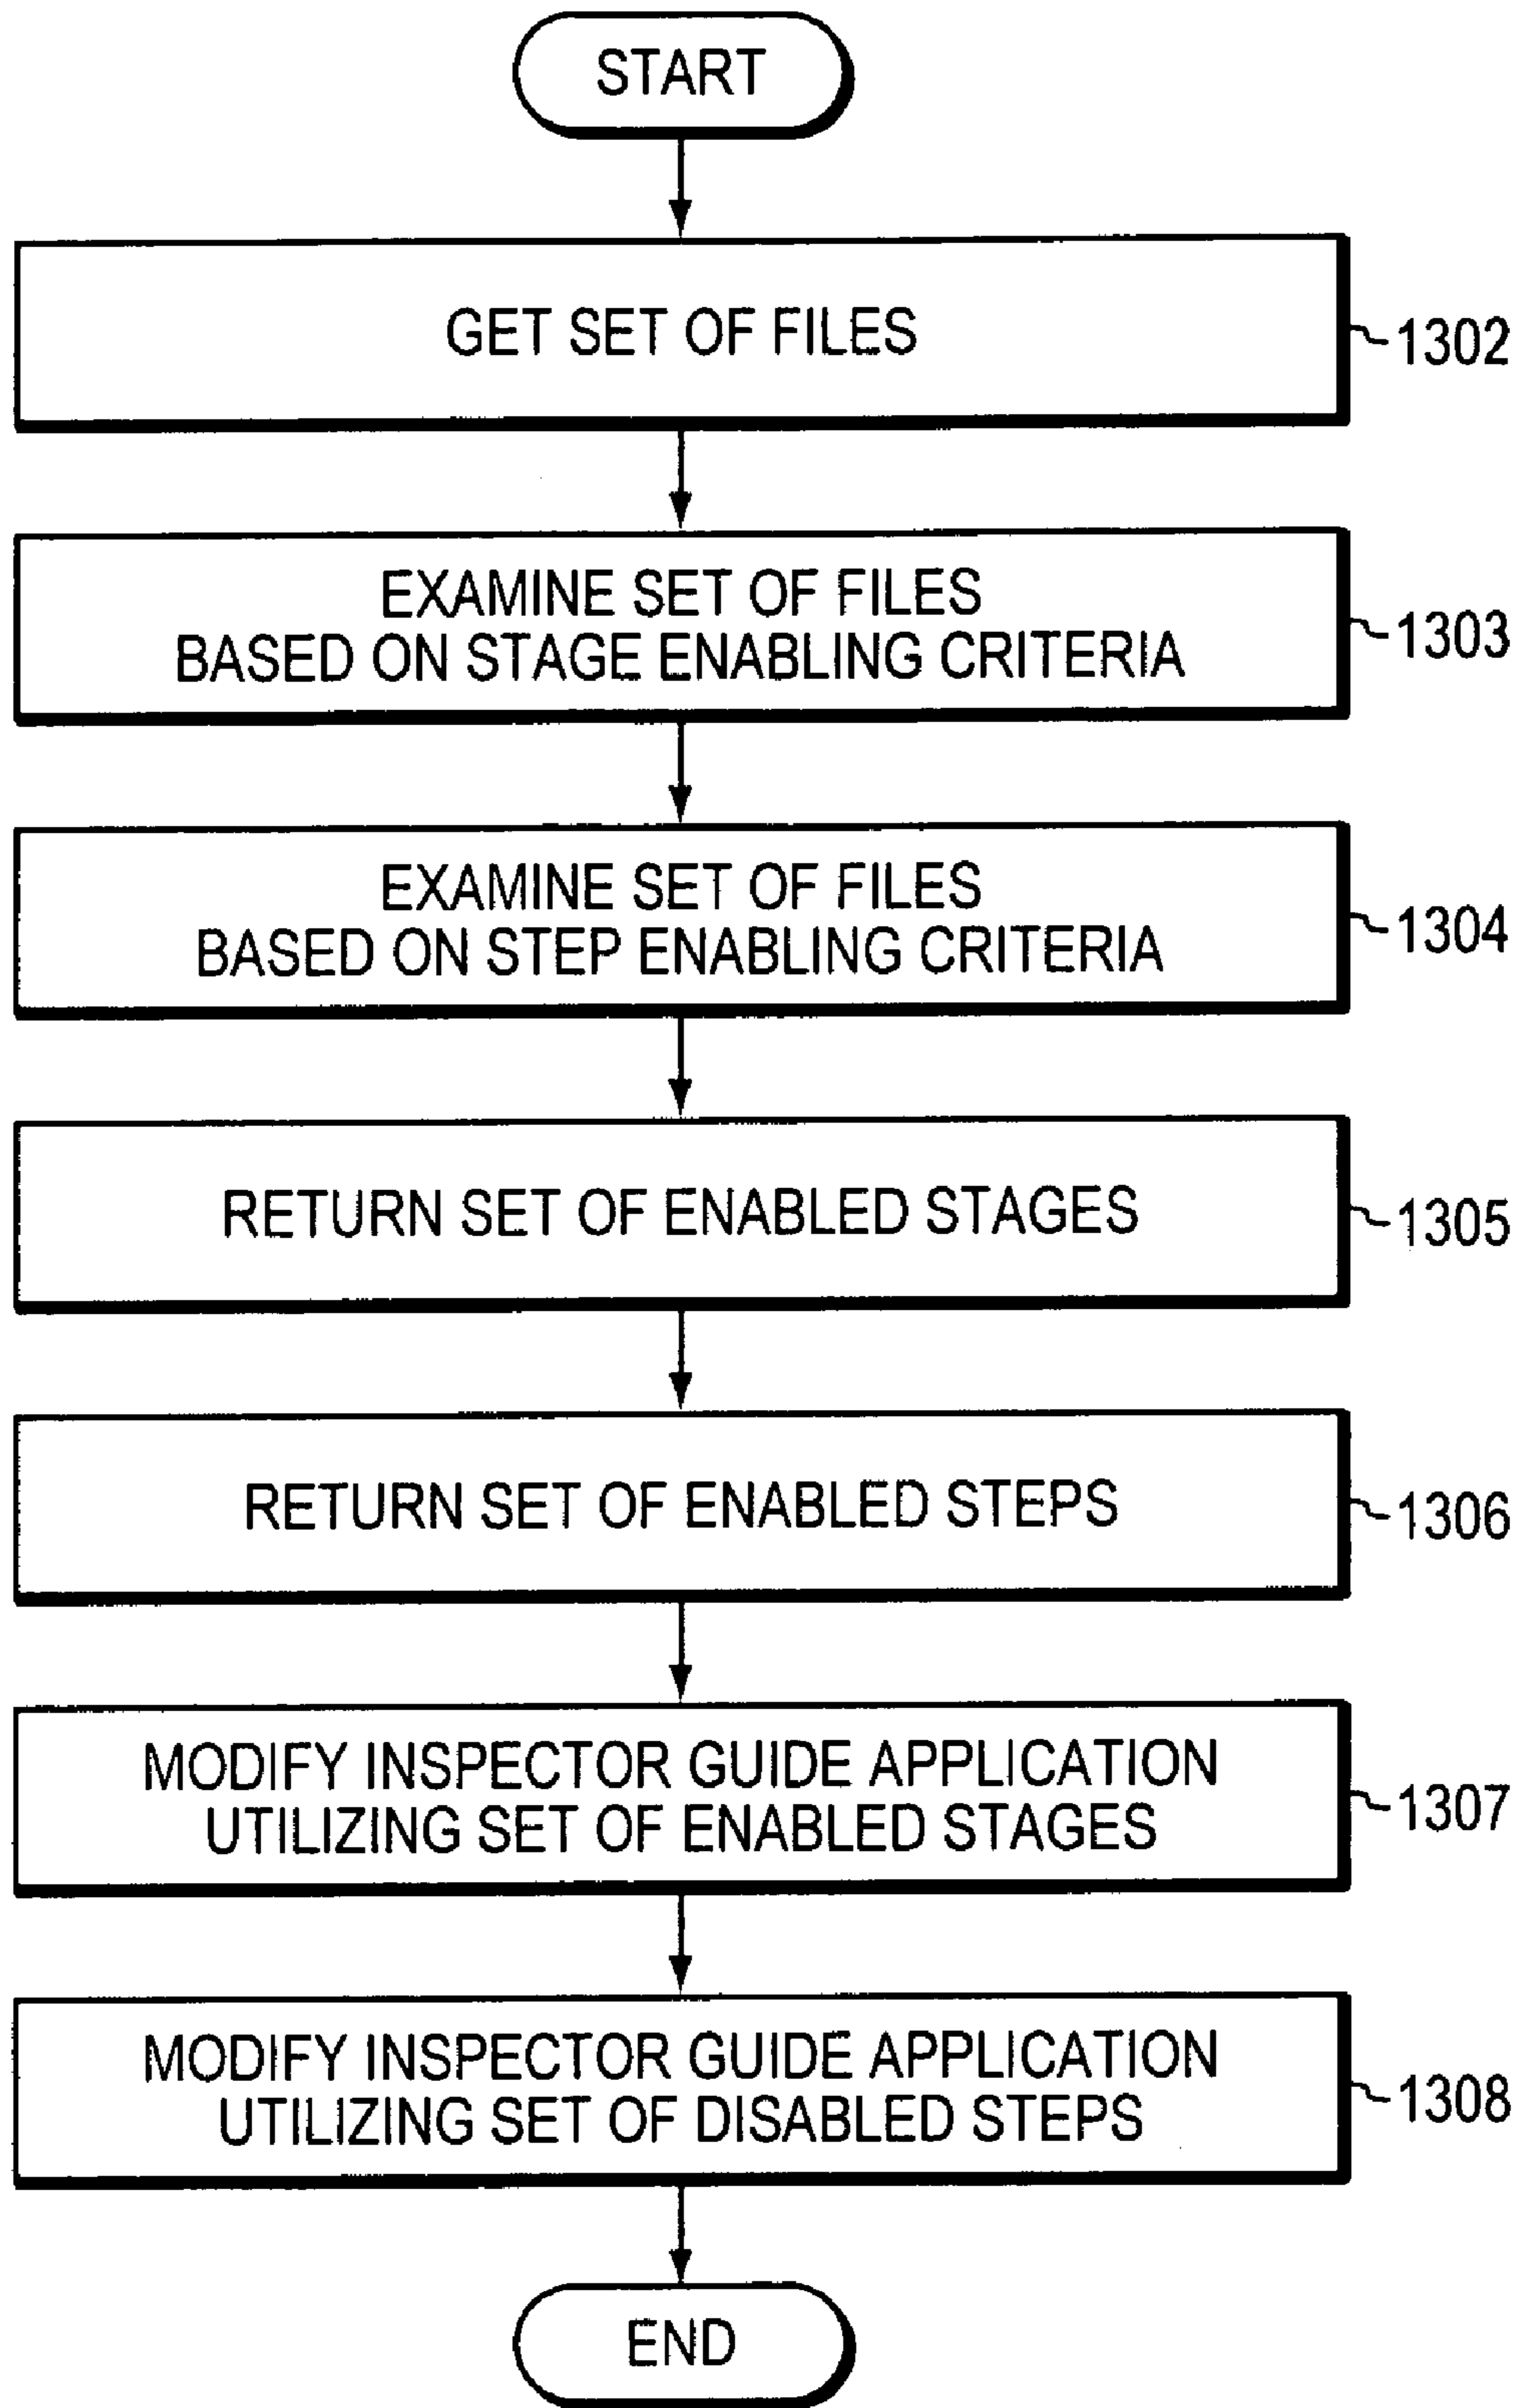 START
GET SET OF FILES
1302
EXAMINE SET OF FILES
BASED ON STAGE ENABLING CRITERIA
1303
EXAMINE SET OF FILES
BASED ON STEP ENABLING CRITERIA
1304
RETURN SET OF ENABLED STAGES
1305
RETURN SET OF ENABLED STEPS
1306
MODIFY INSPECTOR GUIDE APPLICATION
UTILIZING SET OF ENABLED STAGES
1307
MODIFY INSPECTOR GUIDE APPLICATION
UTILIZING SET OF DISABLED STEPS
1308
END